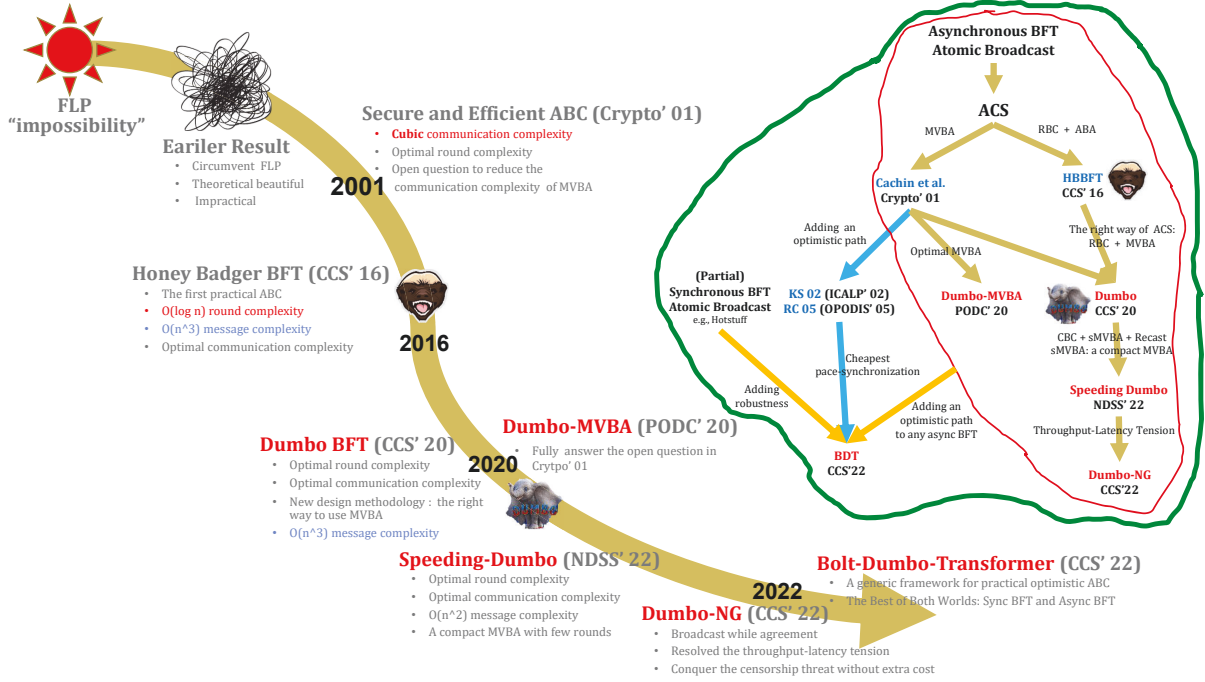 FLP
“impossibility”
Eariler Result
• Circumvent FLP
• Theoretical beautiful
• Impractical
Secure and Efficient ABC (Crypto’ 01)
• Cubic communication complexity
• Optimal round complexity
• Open question to reduce the
communication complexity of MVBA
2001
Honey Badger BFT (CCS’ 16)
• The first practical ABC
• O(log n) round complexity
• O(n^3) message complexity
• Optimal communication complexity
2016
Dumbo BFT (CCS’ 20)
• Optimal round complexity
• Optimal communication complexity
• New design methodology : the right
way to use MVBA
• O(n^3) message complexity
2020
Dumbo-MVBA (PODC’ 20)
• Fully answer the open question in
Crytpo’ 01
Speeding-Dumbo (NDSS’ 22)
• Optimal round complexity
• Optimal communication complexity
• O(n^2) message complexity
• A compact MVBA with few rounds
2022
Dumbo-NG (CCS’ 22)
• Broadcast while agreement
• Resolved the throughput-latency tension
• Conquer the censorship threat without extra cost
Bolt-Dumbo-Transformer (CCS’ 22)
• A generic framework for practical optimistic ABC
• The Best of Both Worlds: Sync BFT and Async BFT
Asynchronous BFT
Atomic Broadcast
ACS
MVBA
RBC + ABA
Cachin et al.
Crypto’ 01
HBBFT
CCS’ 16
Adding an
optimistic path
Optimal MVBA
The right way of ACS:
RBC + MVBA
(Partial)
Synchronous BFT
Atomic Broadcast
e.g., Hotstuff
KS 02 (ICALP’ 02)
RC 05 (OPODIS’ 05)
Dumbo-MVBA
PODC’ 20
Dumbo
CCS’ 20
CBC + sMVBA + Recast
sMVBA: a compact MVBA
Cheapest
pace-synchronization
Adding
robustness
Adding an
optimistic path
to any async BFT
Speeding Dumbo
NDSS’ 22
Throughput-Latency Tension
BDT
CCS’22
Dumbo-NG
CCS’22